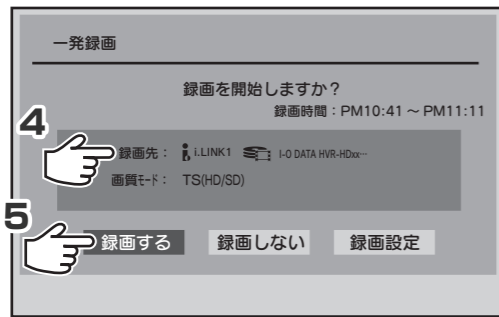 一発録画
録画を開始しますか？
録画時間：PM10:41 ～ PM11:11
4
録画先： i.LINK1 I-O DATA HVR-HDxx…
画質モード： TS(HD/SD)
5
録画する 録画しない 録画設定